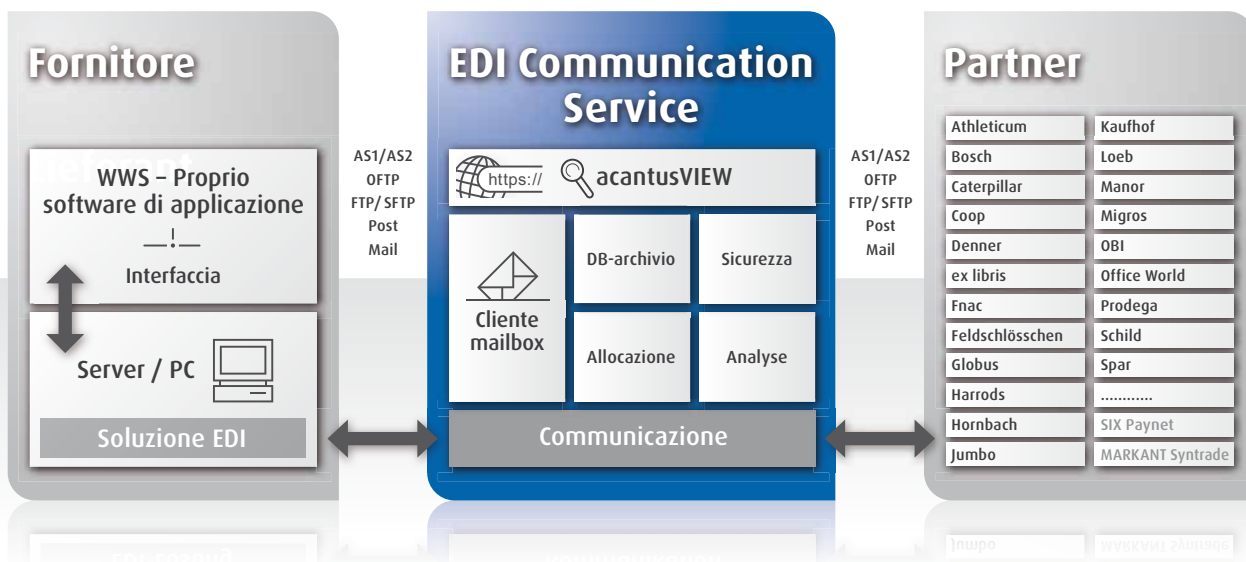 Fornitore
Lieferant
WWS – Proprio
software di applicazione
Interfaccia
Server / PC
Soluzione EDI
AS1/AS2
OFTP
FTP/ SFTP
Post
Mail
EDI Communication
Service
https://
acantusVIEW
Cliente
mailbox
DB-archivio
Sicurezza
Allocazione
Analyse
Communicazione
AS1/AS2
OFTP
FTP/ SFTP
Post
Mail
Partner
Athleticum
Bosch
Caterpillar
Coop
Denner
ex libris
Fnac
Feldschlösschen
Globus
Harrods
Hornbach
Jumbo
Kaufhof
Loeb
Manor
Migros
OBI
Office World
Prodega
Schild
Spar
............
SIX Paynet
MARKANT Syntrade